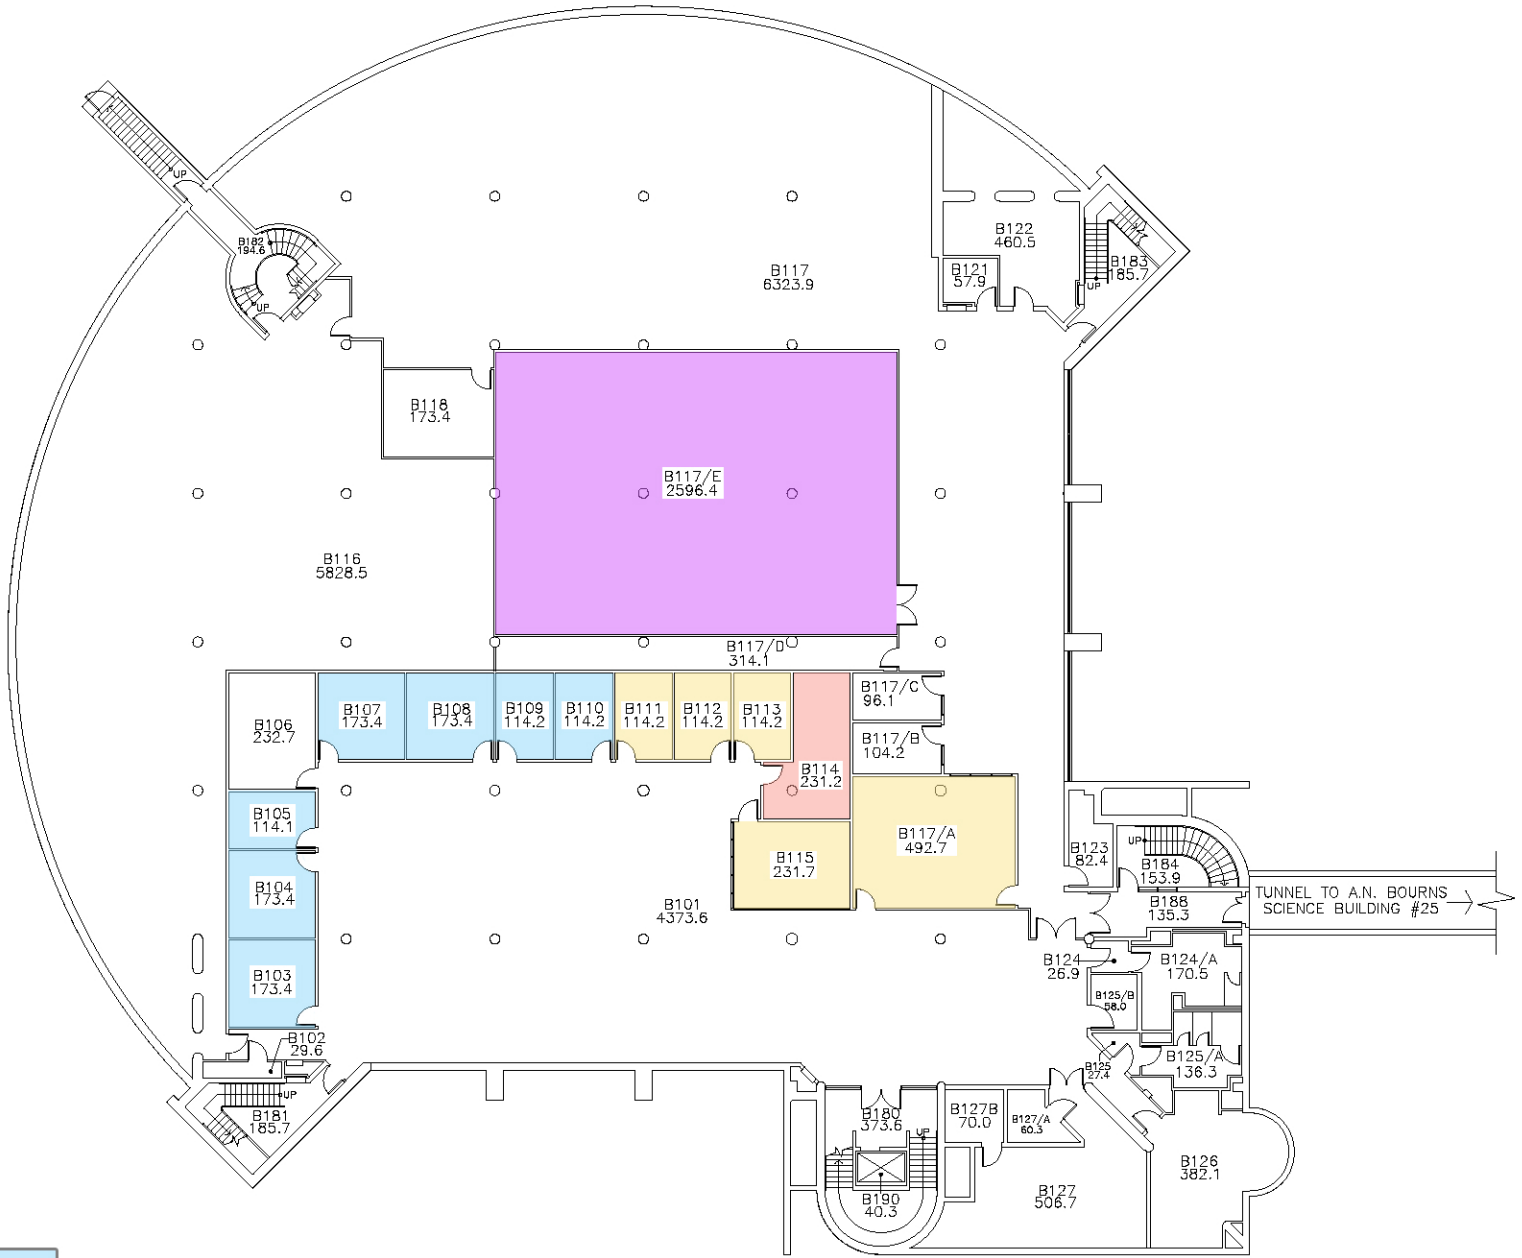 UP
B182
194.6
UP
B117
6323.9
B122
460.5
B121
57.9
B183
185.7
UP
B118
173.4
B117/E
2596.4
B116
5828.5
B117/D
314.1
B106
232.7
B107
173.4
B108
173.4
B109
114.2
B110
114.2
B111
114.2
B112
114.2
B113
114.2
B117/C
96.1
B117/B
104.2
B114
231.2
B105
114.1
B117/A
492.7
B115
231.7
B123
82.4
UP
B184
153.9
B104
173.4
B101
4373.6
B188
135.3
TUNNEL TO A.N. BOURNS
SCIENCE BUILDING #25
B103
173.4
B124
26.9
B124/A
170.5
B125/B
58.0
B102
29.6
B125
27.4
B125/A
136.3
UP
B181
185.7
B180
373.6
UP
B127B
70.0
B127/A
60.3
B126
382.1
B190
40.3
B127
506.7